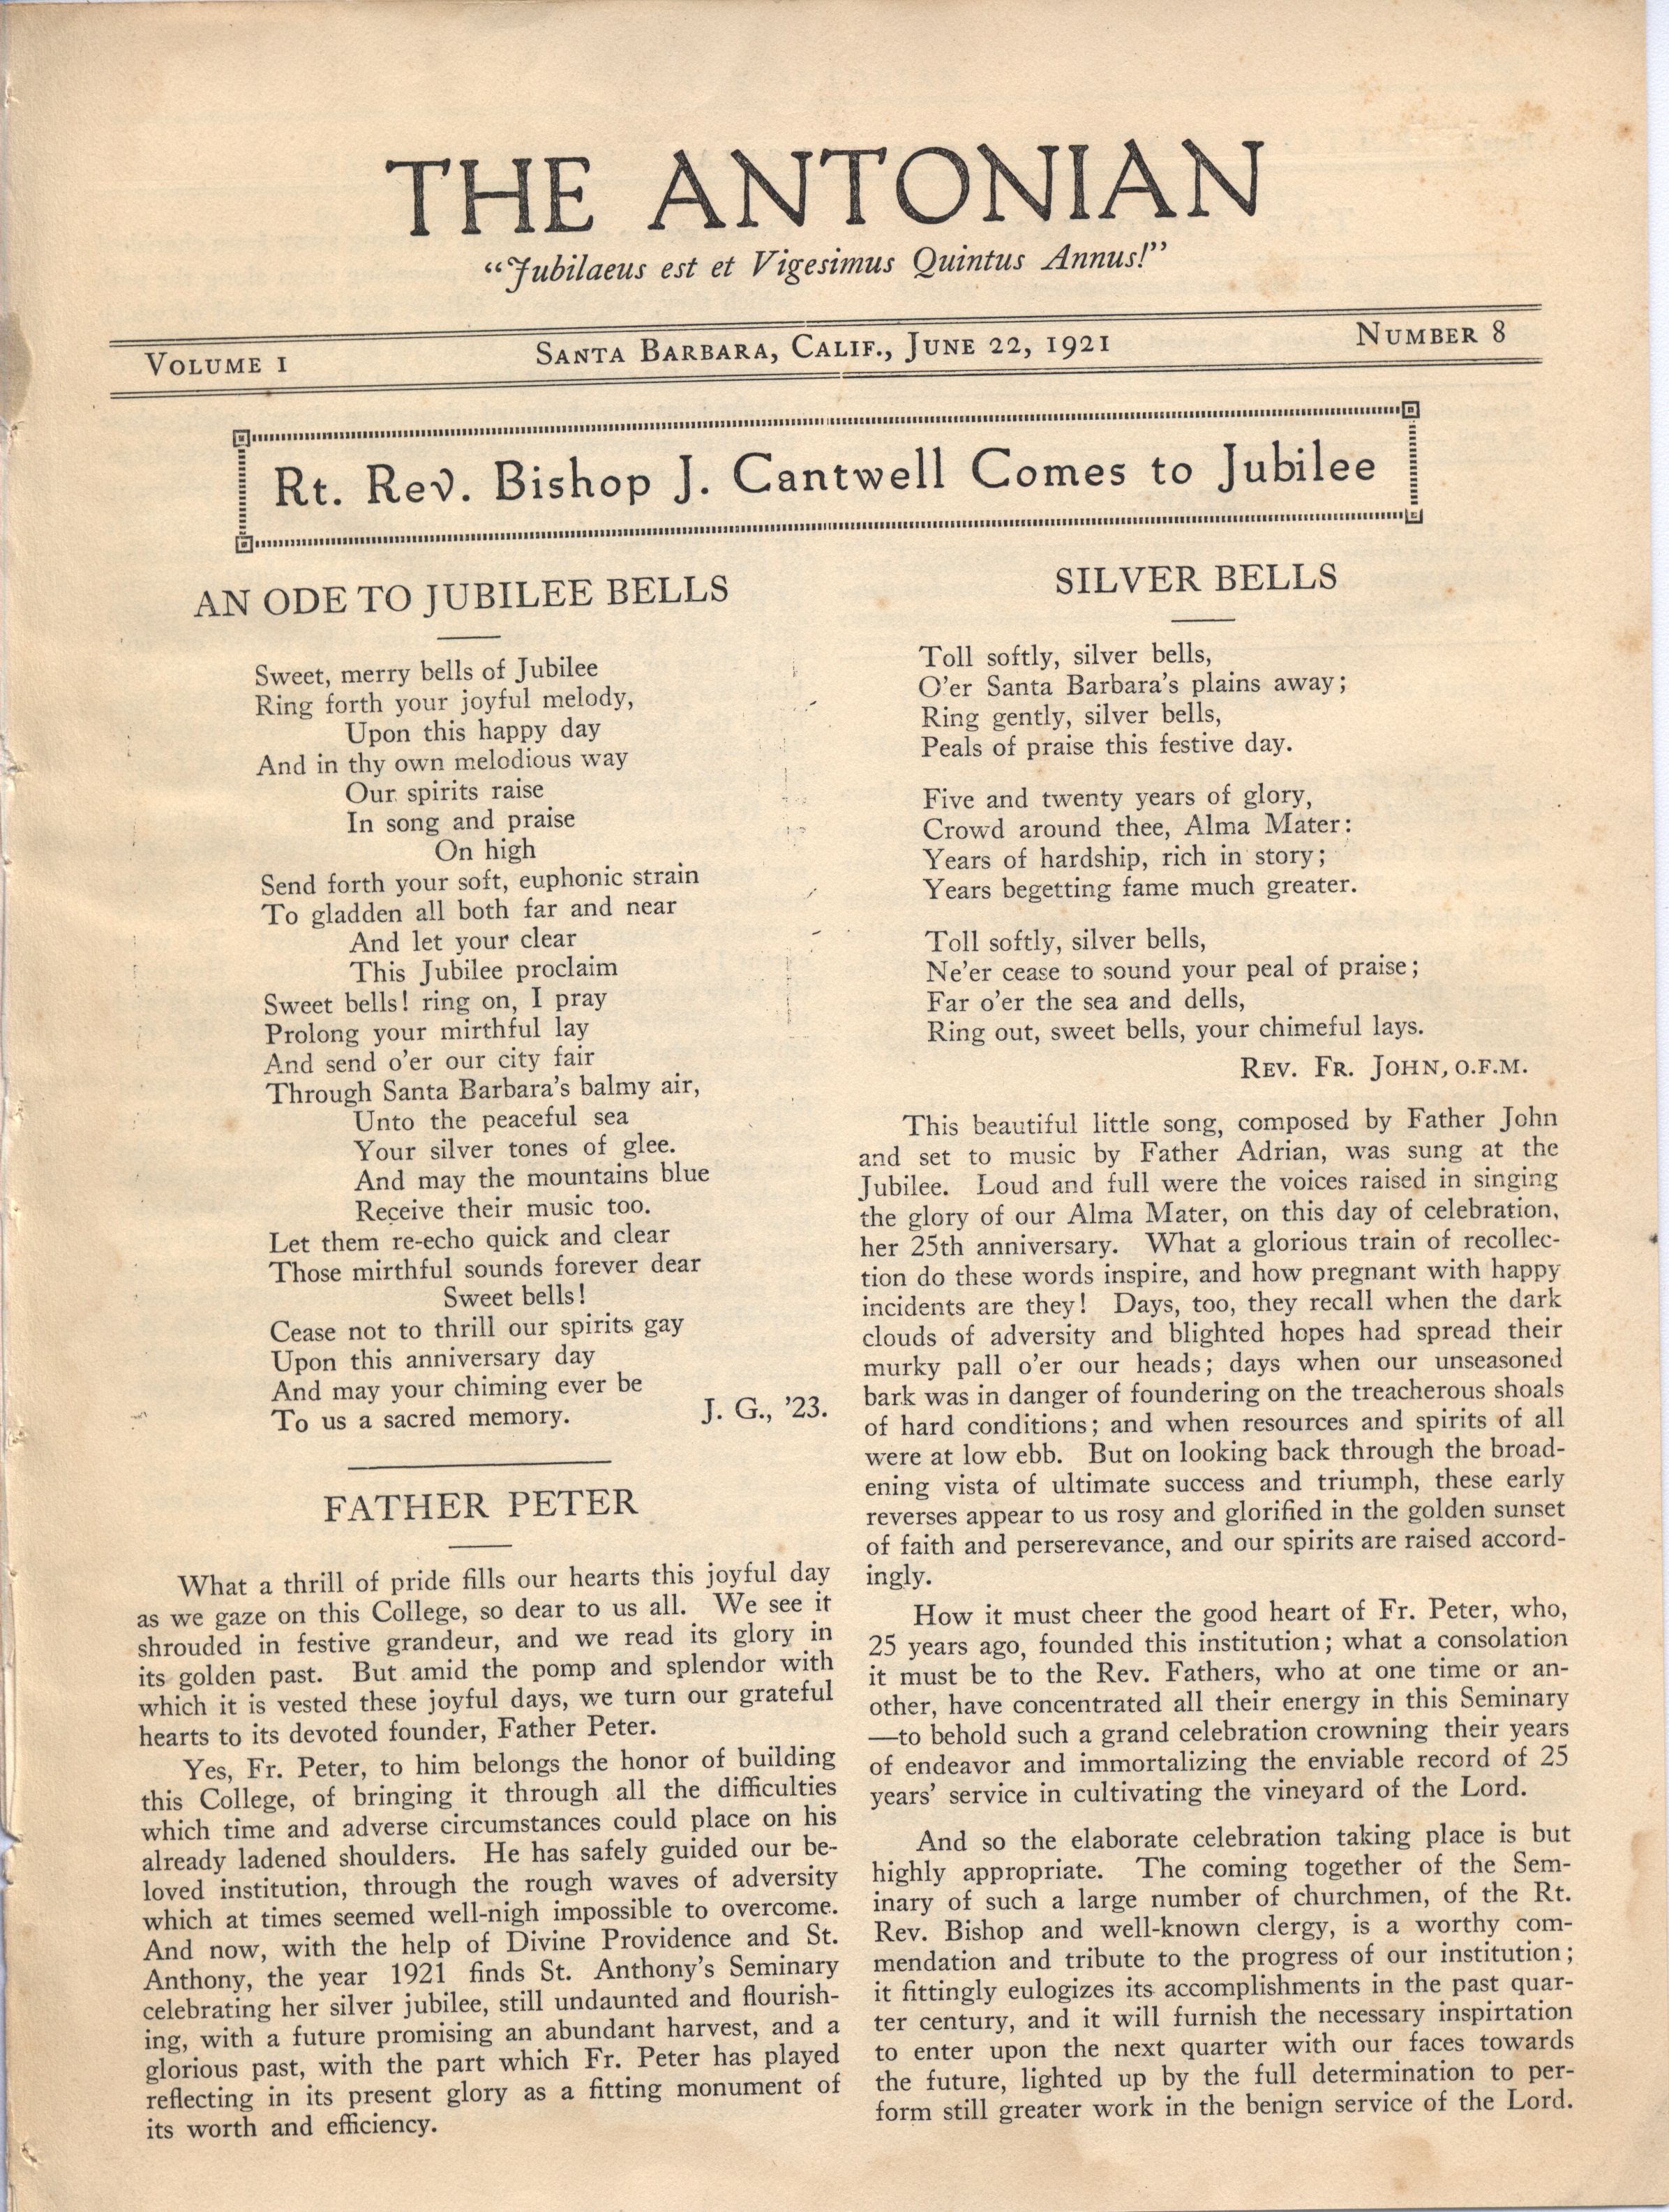 THE ANTONIAN
"Jubilaeus est et Vigesimus Quintus Annus!"
VOLUME I
SANTA BARBARA, CALIF., JUNE 22, 1921
NUMBER 8
Rt. Rev. Bishop J. Cantwell Comes to Jubilee
AN ODE TO JUBILEE BELLS
Sweet, merry bells of Jubilee
Ring forth your joyful melody,
Upon this happy day
And in thy own melodious way
Our spirits raise
In song and praise
On high
Send forth your soft, euphonic strain
To gladden all both far and near
And let your clear
This Jubilee proclaim
Sweet bells! ring on, I pray
Prolong your mirthful lay
And send o'er our city fair
Through Santa Barbara's balmy air,
Unto the peaceful sea
Your silver tones of glee.
And may the mountains blue
Receive their music too.
Let them re-echo quick and clear
Those mirthful sounds forever dear
Sweet bells!
Cease not to thrill our spirits gay
Upon this anniversary day
And may your chiming ever be
To us a sacred memory.
J. G., '23.
FATHER PETER
What a thrill of pride fills our hearts this joyful day
as we gaze on this College, so dear to us all. We see it
shrouded in festive grandeur, and we read its glory in
its golden past. But amid the pomp and splendor with
which it is vested these joyful days, we turn our grateful
hearts to its devoted founder, Father Peter.
Yes, Fr. Peter, to him belongs the honor of building
this College, of bringing it through all the difficulties
which time and adverse circumstances could place on his
already ladened shoulders. He has safely guided our be-
loved institution, through the rough waves of adversity
which at times seemed well-nigh impossible to overcome.
And now, with the help of Divine Providence and St.
Anthony, the year 1921 finds St. Anthony's Seminary
celebrating her silver jubilee, still undaunted and flourish-
ing, with a future promising an abundant harvest, and a
glorious past, with the part which Fr. Peter has played
reflecting in its present glory as a fitting monument of
its worth and efficiency.
SILVER BELLS
Toll softly, silver bells,
O'er Santa Barbara's plains away;
Ring gently, silver bells,
Peals of praise this festive day.
Five and twenty years of glory,
Crowd around thee, Alma Mater:
Years of hardship, rich in story;
Years begetting fame much greater.
Toll softly, silver bells,
Ne'er cease to sound your peal of praise;
Far o'er the sea and dells,
Ring out, sweet bells, your chimeful lays.
REV. FR. JOHN, O.F.M.
This beautiful little song, composed by Father John
and set to music by Father Adrian, was sung at the
Jubilee. Loud and full were the voices raised in singing
the glory of our Alma Mater, on this day of celebration,
her 25th anniversary. What a glorious train of recollec-
tion do these words inspire, and how pregnant with happy
incidents are they! Days, too, they recall when the dark
clouds of adversity and blighted hopes had spread their
murky pall o'er our heads; days when our unseasoned
bark was in danger of foundering on the treacherous shoals
of hard conditions; and when resources and spirits of all
were at low ebb. But on looking back through the broad-
ening vista of ultimate success and triumph, these early
reverses appear to us rosy and glorified in the golden sunset
of faith and perserevance, and our spirits are raised accord-
ingly.
How it must cheer the good heart of Fr. Peter, who,
25 years ago, founded this institution; what a consolation
it must be to the Rev. Fathers, who at one time or an-
other, have concentrated all their energy in this Seminary
—to behold such a grand celebration crowning their years
of endeavor and immortalizing the enviable record of 25
years' service in cultivating the vineyard of the Lord.
And so the elaborate celebration taking place is but
highly appropriate. The coming together of the Sem-
inary of such a large number of churchmen, of the Rt.
Rev. Bishop and well-known clergy, is a worthy com-
mendation and tribute to the progress of our institution;
it fittingly eulogizes its accomplishments in the past quar-
ter century, and it will furnish the necessary inspirtation
to enter upon the next quarter with our faces towards
the future, lighted up by the full determination to per-
form still greater work in the benign service of the Lord.